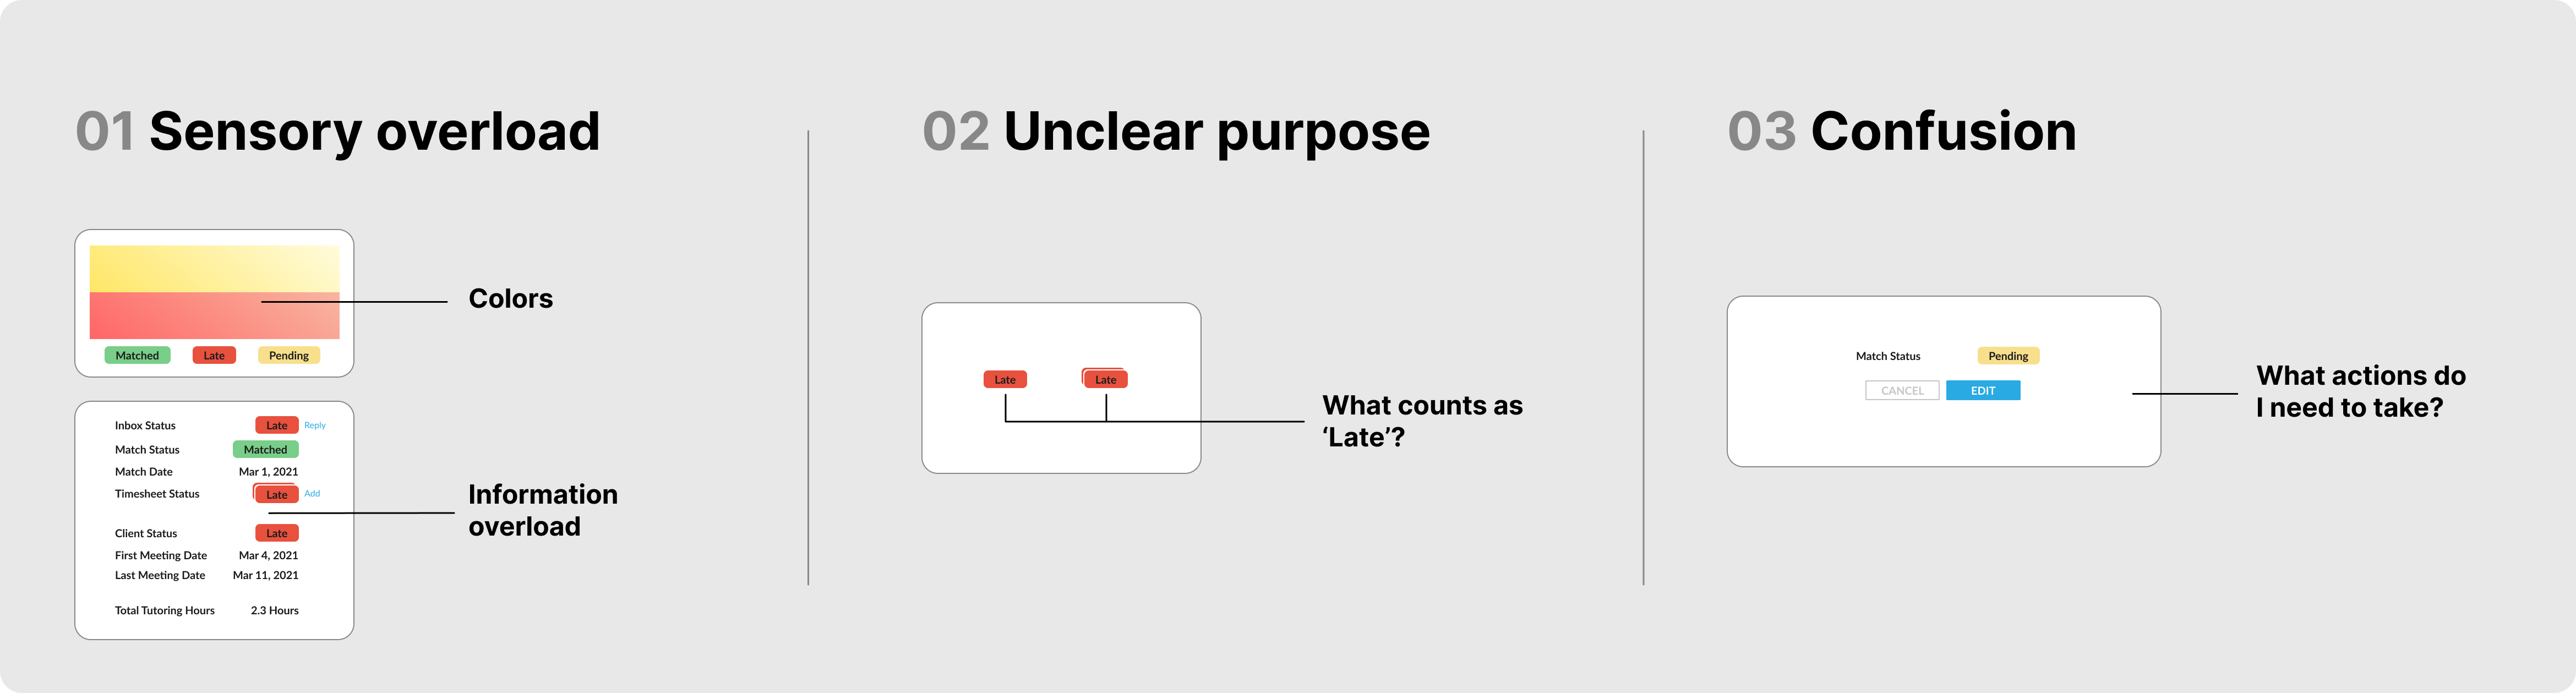 01 Sensory overload
Matched Late Pending
Colors
Inbox Status Late Reply
Match Status Matched
Match Date Mar 1, 2021
Timesheet Status Late Add
Client Status Late
First Meeting Date Mar 4, 2021
Last Meeting Date Mar 11, 2021
Total Tutoring Hours 2.3 Hours
Information
overload
02 Unclear purpose
Late Late
What counts as
‘Late’?
03 Confusion
Match Status Pending
CANCEL EDIT
What actions do
I need to take?